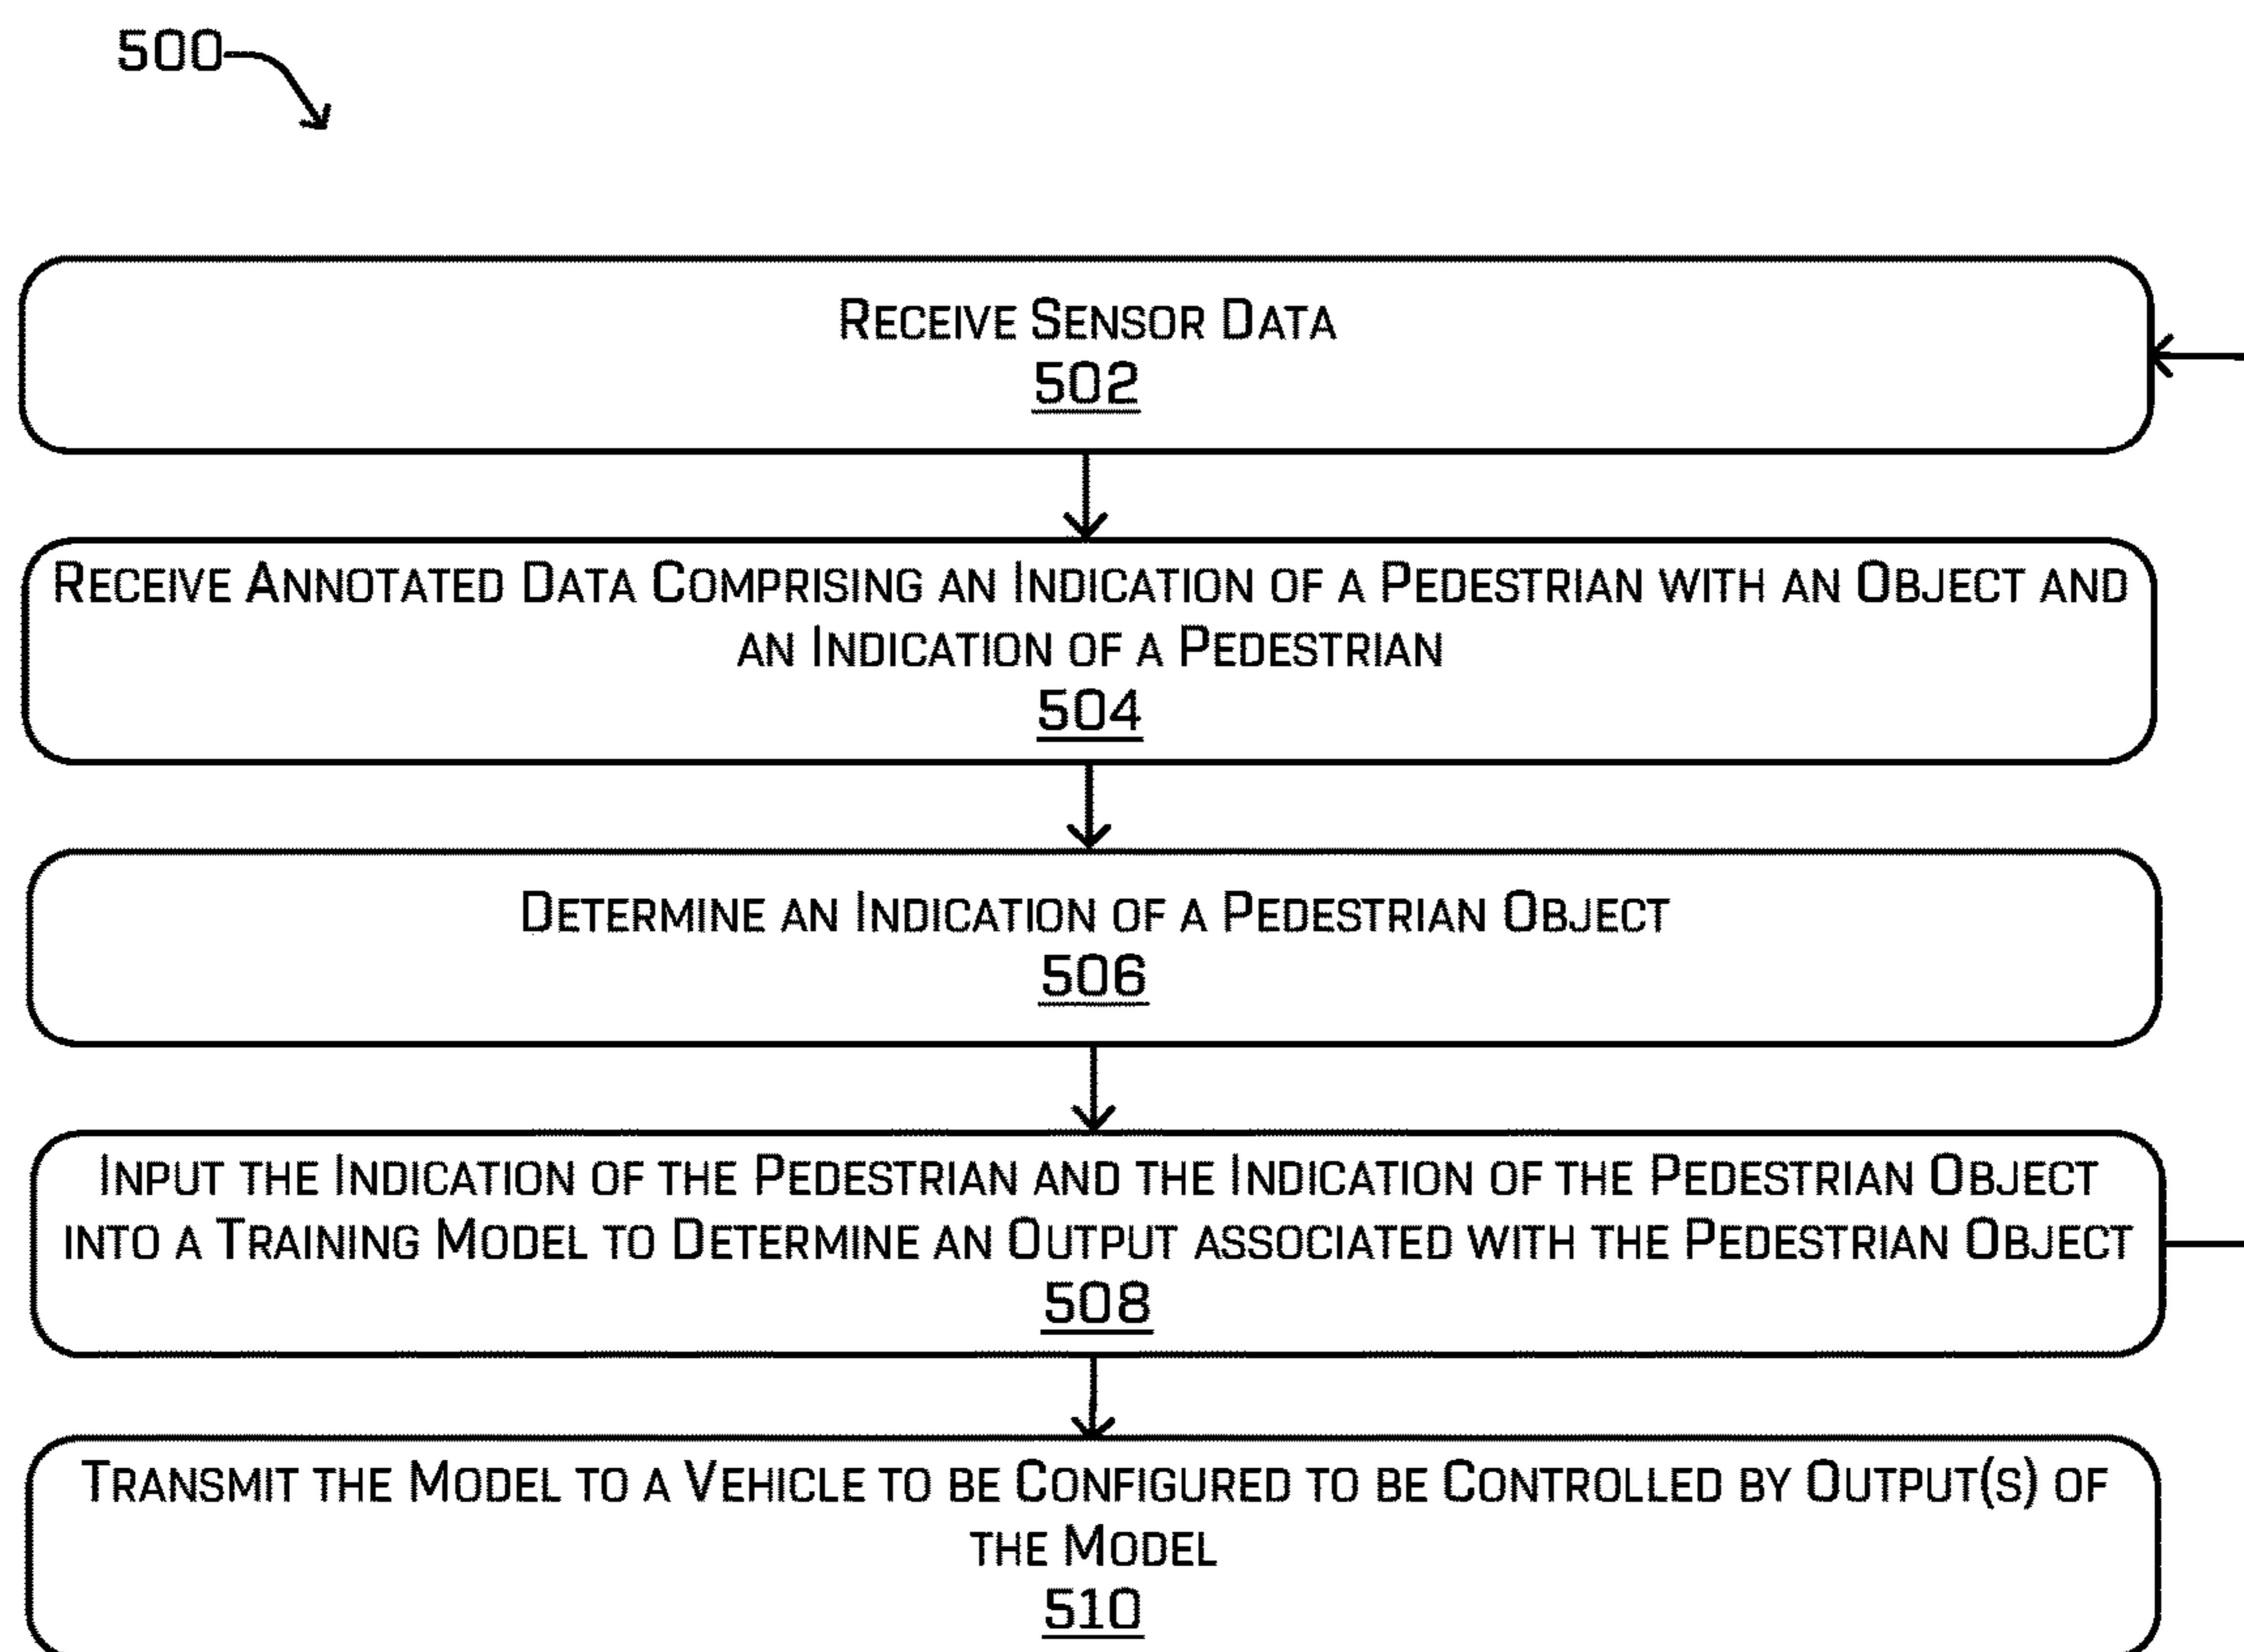 500
Receive Sensor Data
502
Receive Annotated Data Comprising an Indication of a Pedestrian with an Object and
an Indication of a Pedestrian
504
Determine an Indication of a Pedestrian Object
506
Input the Indication of the Pedestrian and the Indication of the Pedestrian Object
into a Training Model to Determine an Output associated with the Pedestrian Object
508
Transmit the Model to a Vehicle to be Configured to be Controlled by Output(s) of
the Model
510